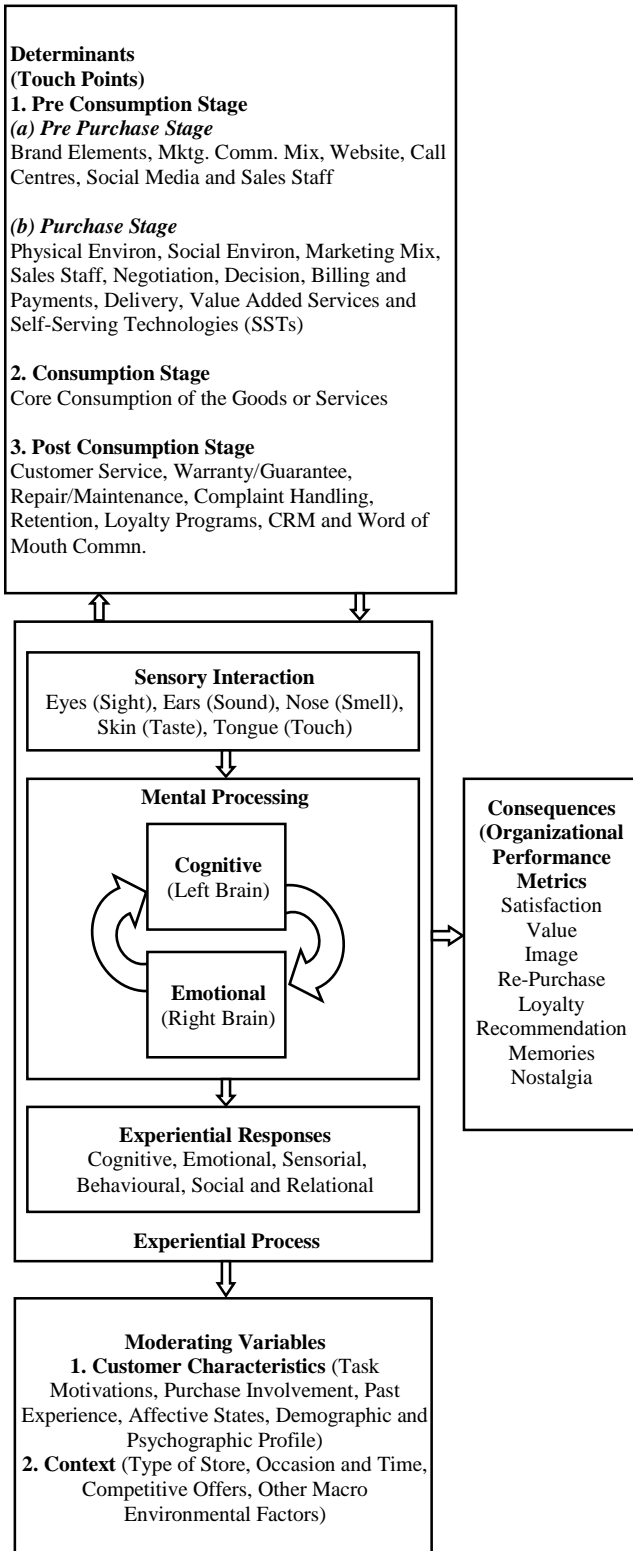 Determinants
(Touch Points)
1. Pre Consumption Stage
(a) Pre Purchase Stage
Brand Elements, Mktg. Comm. Mix, Website, Call
Centres, Social Media and Sales Staff
(b) Purchase Stage
Physical Environ, Social Environ, Marketing Mix,
Sales Staff, Negotiation, Decision, Billing and
Payments, Delivery, Value Added Services and
Self-Serving Technologies (SSTs)
2. Consumption Stage
Core Consumption of the Goods or Services
3. Post Consumption Stage
Customer Service, Warranty/Guarantee,
Repair/Maintenance, Complaint Handling,
Retention, Loyalty Programs, CRM and Word of
Mouth Commn.
Sensory Interaction
Eyes (Sight), Ears (Sound), Nose (Smell),
Skin (Taste), Tongue (Touch)
Mental Processing
Cognitive
(Left Brain)
Emotional
(Right Brain)
Experiential Responses
Cognitive, Emotional, Sensorial,
Behavioural, Social and Relational
Experiential Process
Consequences
(Organizational
Performance
Metrics
Satisfaction
Value
Image
Re-Purchase
Loyalty
Recommendation
Memories
Nostalgia
Moderating Variables
1. Customer Characteristics (Task
Motivations, Purchase Involvement, Past
Experience, Affective States, Demographic and
Psychographic Profile)
2. Context (Type of Store, Occasion and Time,
Competitive Offers, Other Macro
Environmental Factors)